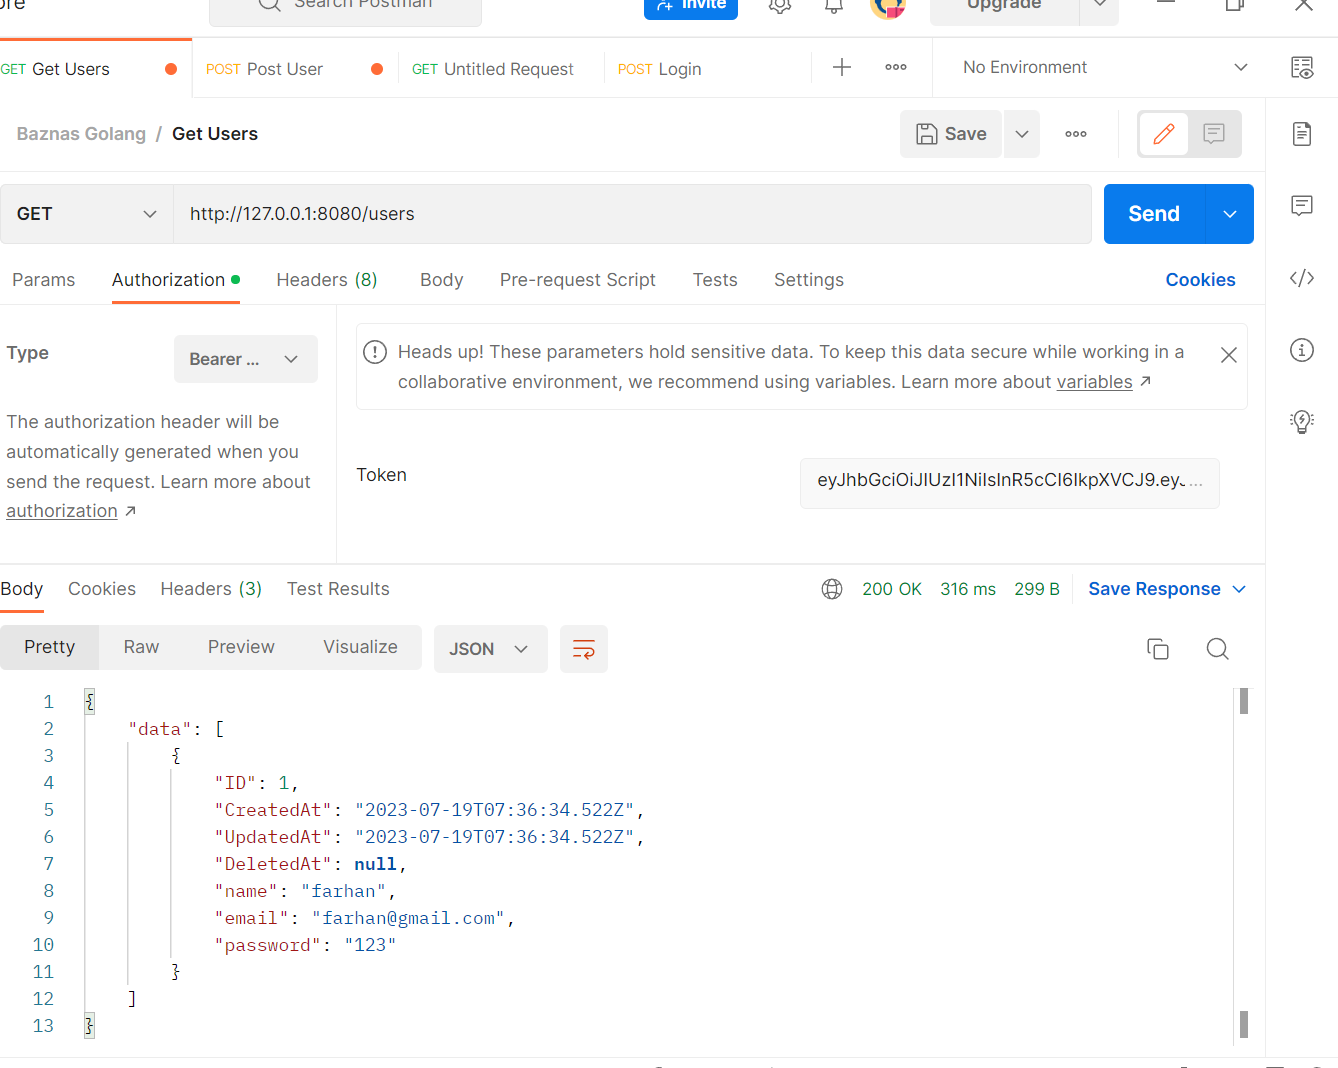 ore
Search Postman
Invite
Upgrade
GET Get Users
POST Post User
GET Untitled Request
POST Login
No Environment
Baznas Golang / Get Users
Save
GET
http://127.0.0.1:8080/users
Send
Params
Authorization
Headers (8)
Body
Pre-request Script
Tests
Settings
Cookies
Type
Bearer ...
The authorization header will be
automatically generated when you
send the request. Learn more about
authorization
Heads up! These parameters hold sensitive data. To keep this data secure while working in a
collaborative environment, we recommend using variables. Learn more about variables
Token
eyJhbGciOiJIUzI1NiIsInR5cCI6IkpXVCJ9.eyJ...
Body
Cookies
Headers (3)
Test Results
200 OK
316 ms
299 B
Save Response
Pretty
Raw
Preview
Visualize
JSON
1 {
2 "data": [
3 {
4 "ID": 1,
5 "CreatedAt": "2023-07-19T07:36:34.522Z",
6 "UpdatedAt": "2023-07-19T07:36:34.522Z",
7 "DeletedAt": null,
8 "name": "farhan",
9 "email": "farhan@gmail.com",
10 "password": "123"
11 }
12 ]
13 }